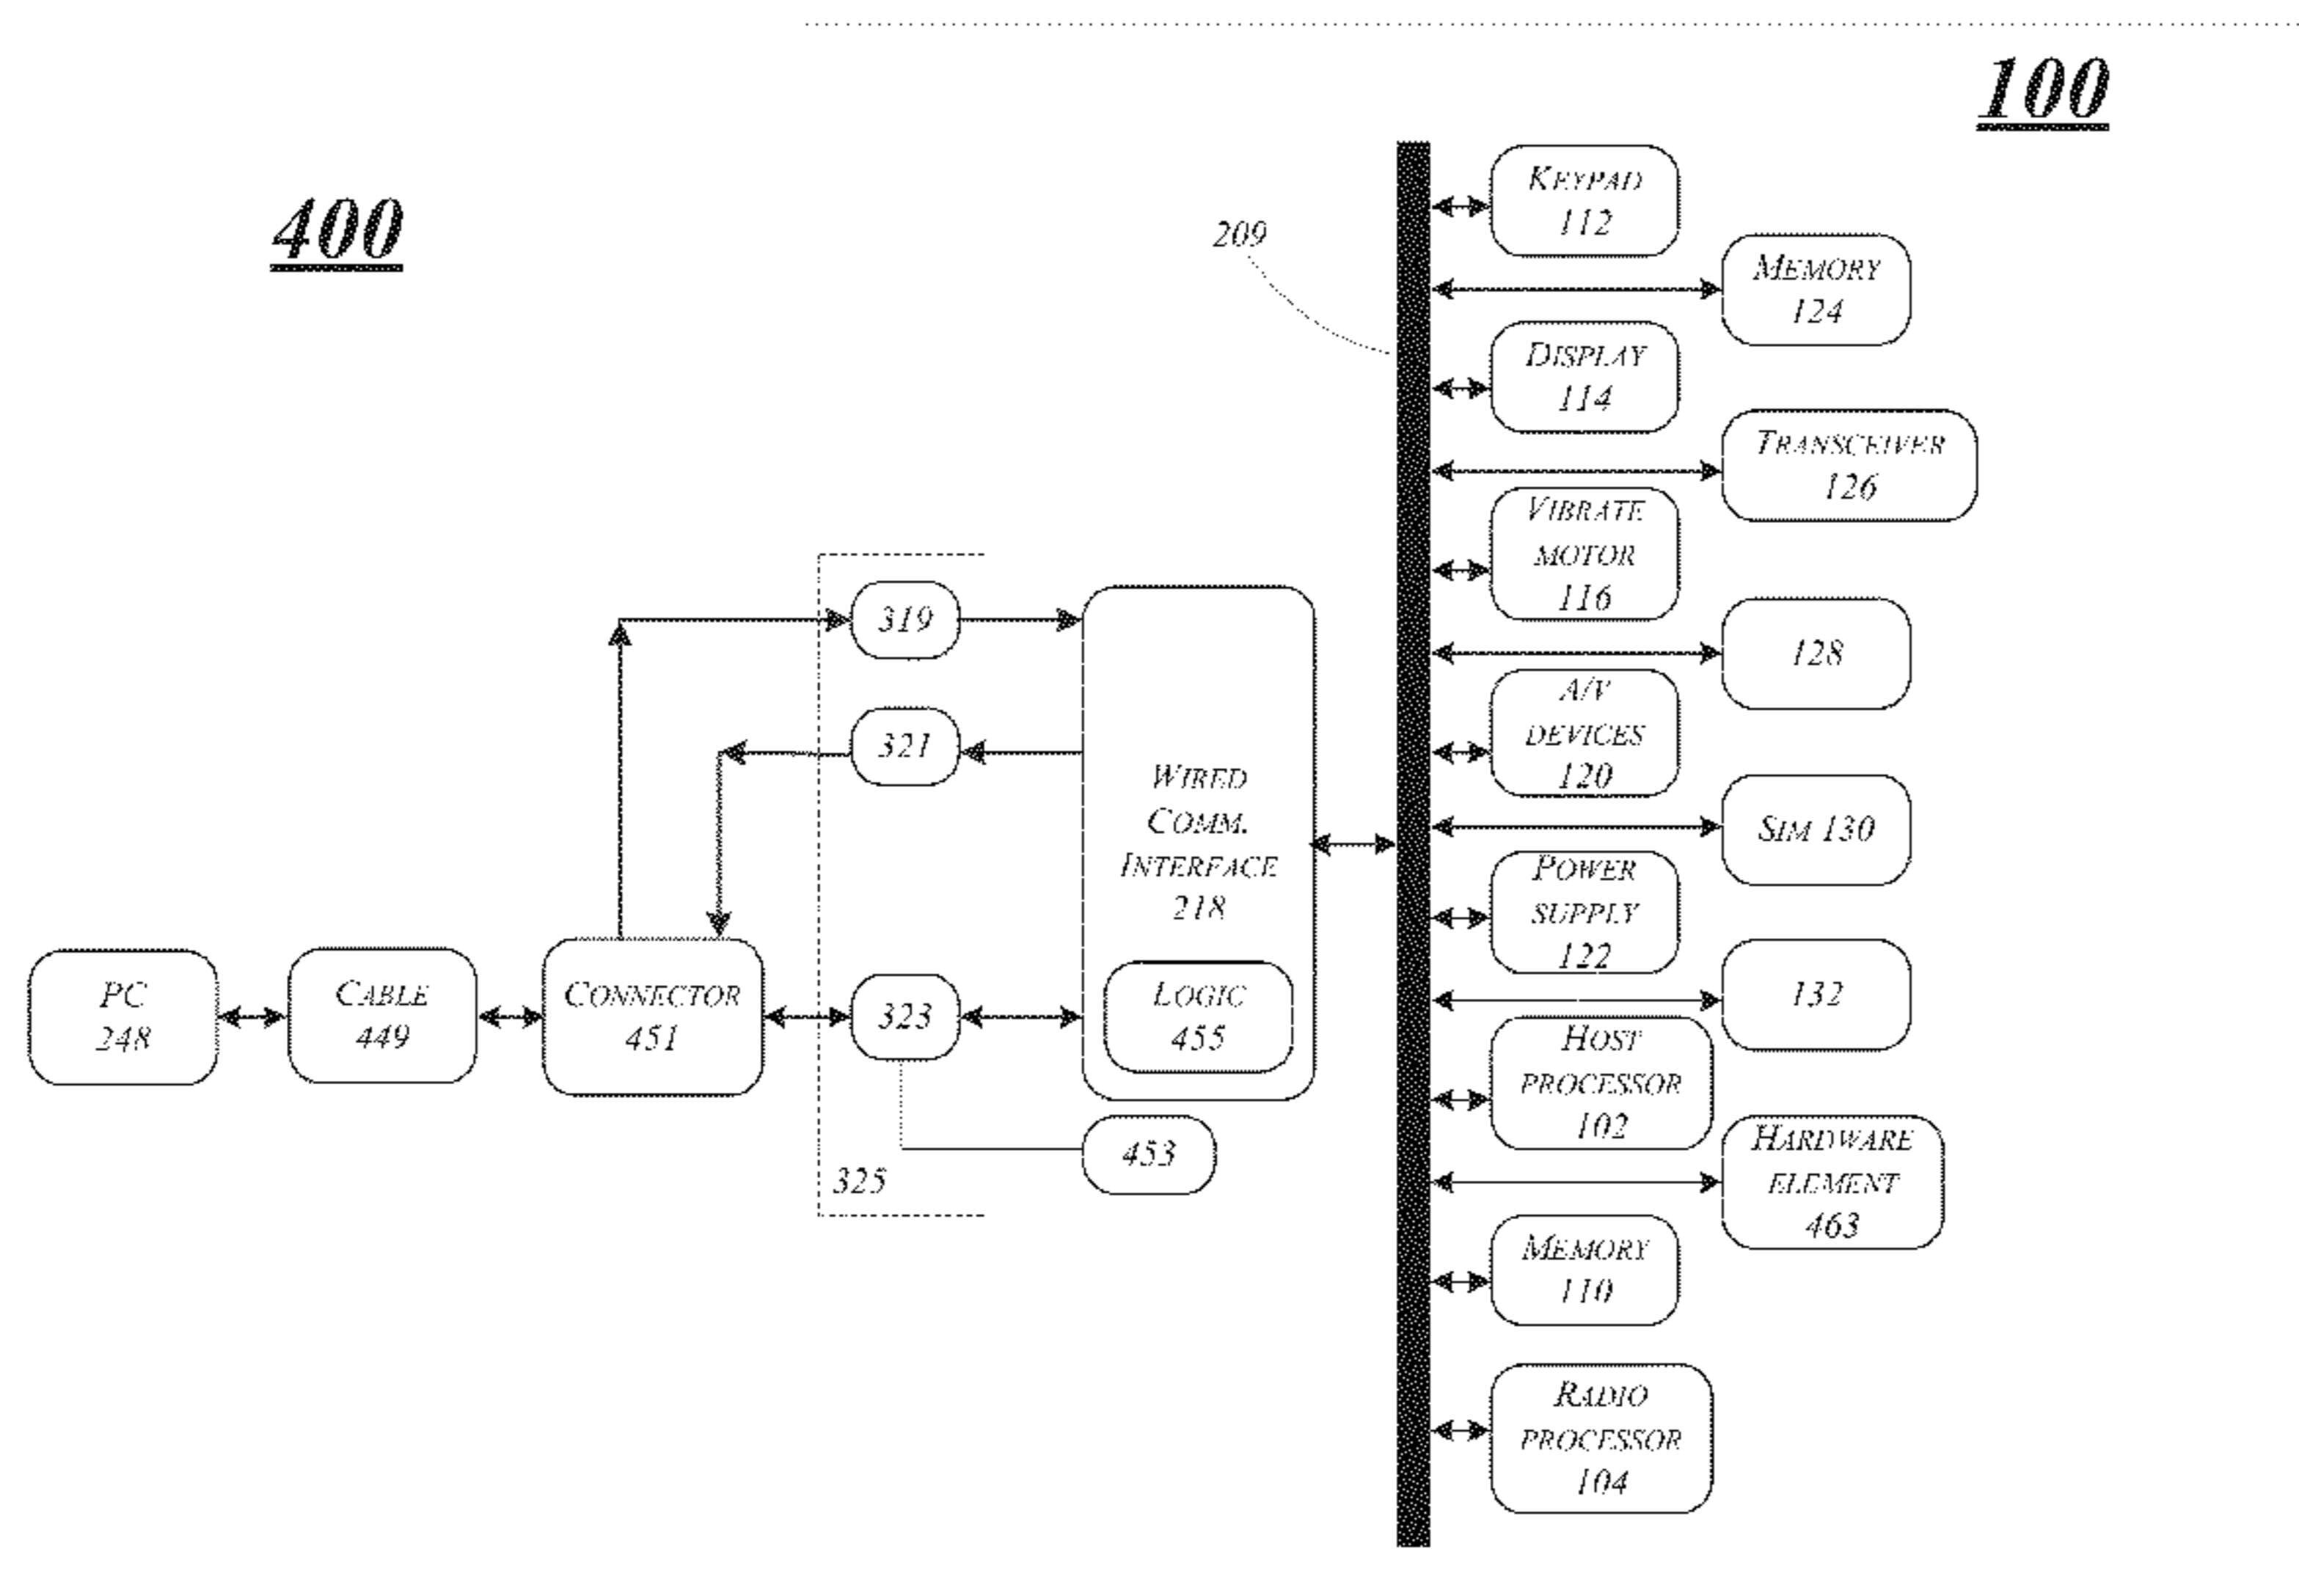 100
400
209
KEYPAD
112
MEMORY
124
DISPLAY
114
TRANSCEIVER
126
VIBRATE
MOTOR
116
128
A/V
DEVICES
120
SIM 130
POWER
SUPPLY
122
132
HOST
PROCESSOR
102
HARDWARE
ELEMENT
463
MEMORY
110
RADIO
PROCESSOR
104
319
321
WIRED
COMM.
INTERFACE
218
LOGIC
455
PC
248
CABLE
449
CONNECTOR
451
323
453
325